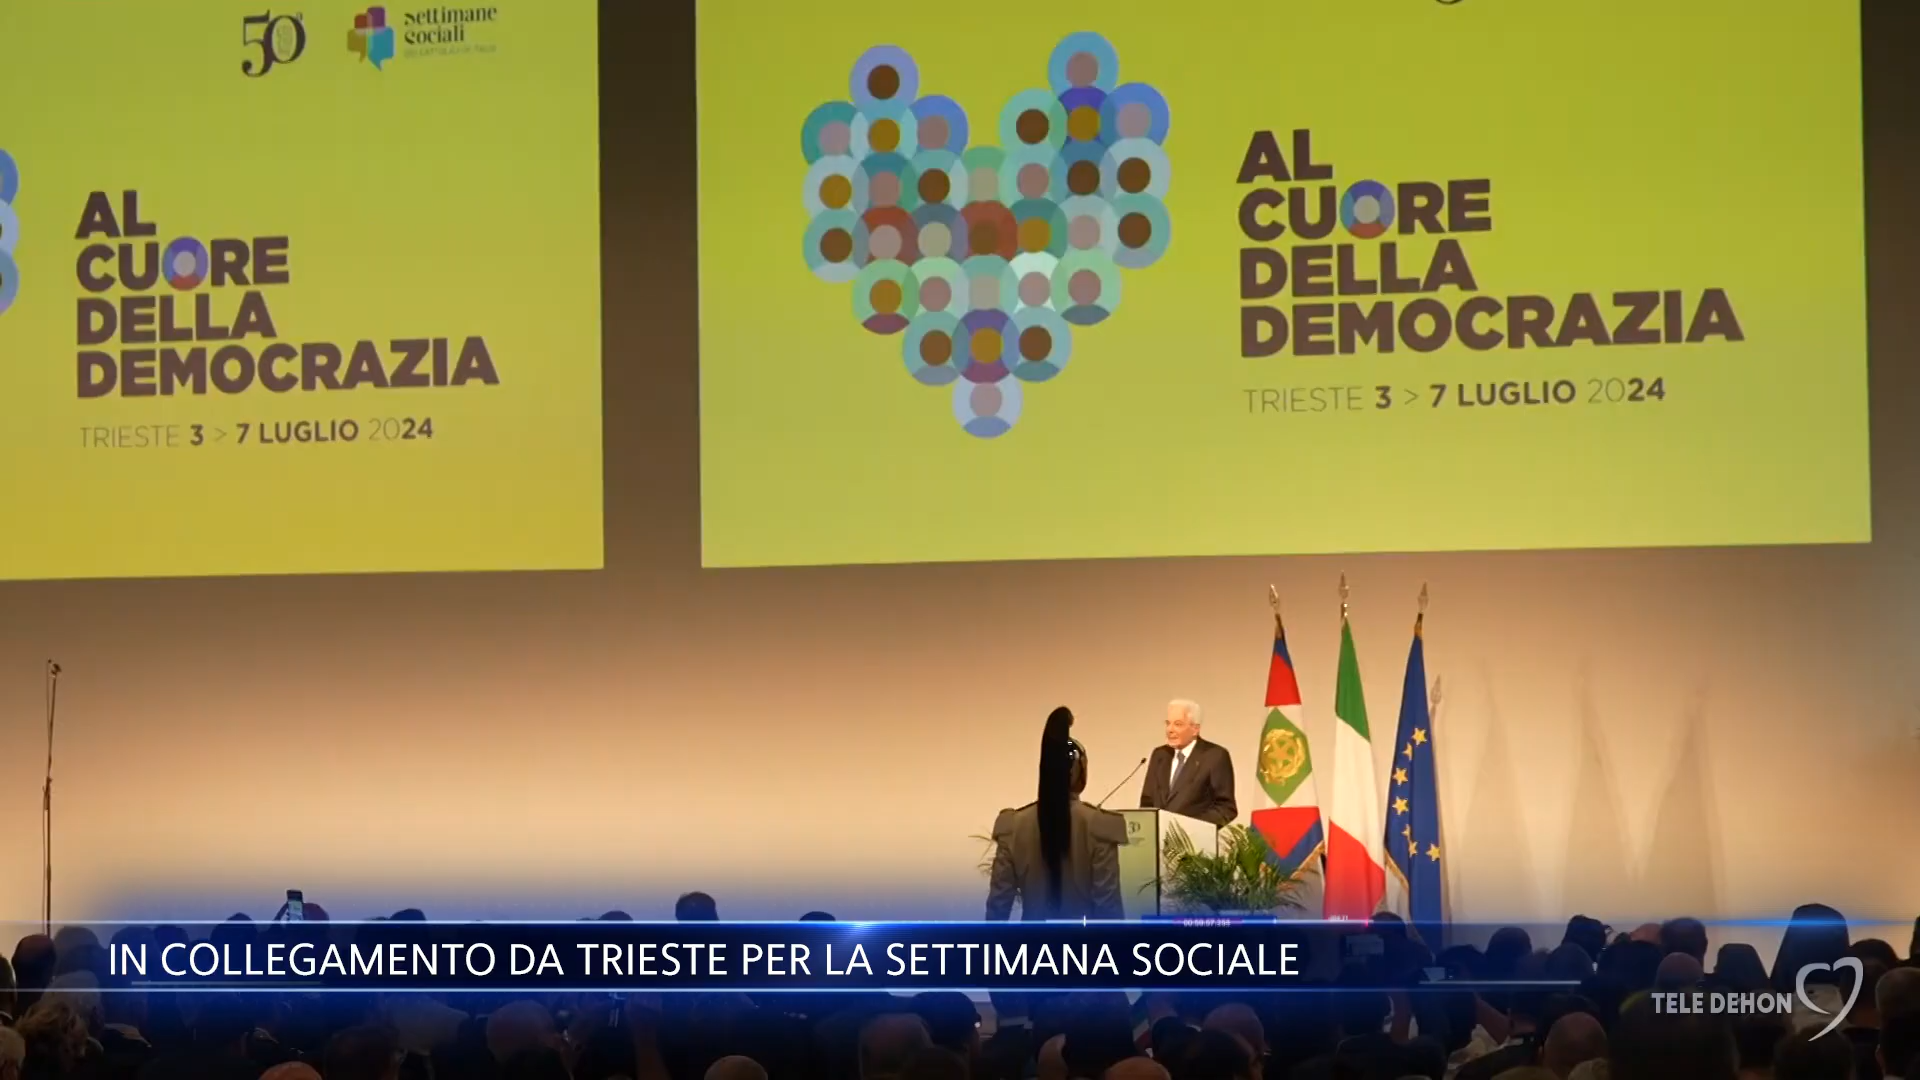 50°
Settimane
Sociali
AL
CUORE
DELLA
DEMOCRAZIA
TRIESTE 3 > 7 LUGLIO 2024
AL
CUORE
DELLA
DEMOCRAZIA
TRIESTE 3 > 7 LUGLIO 2024
50
IN COLLEGAMENTO DA TRIESTE PER LA SETTIMANA SOCIALE
TELE DEHON